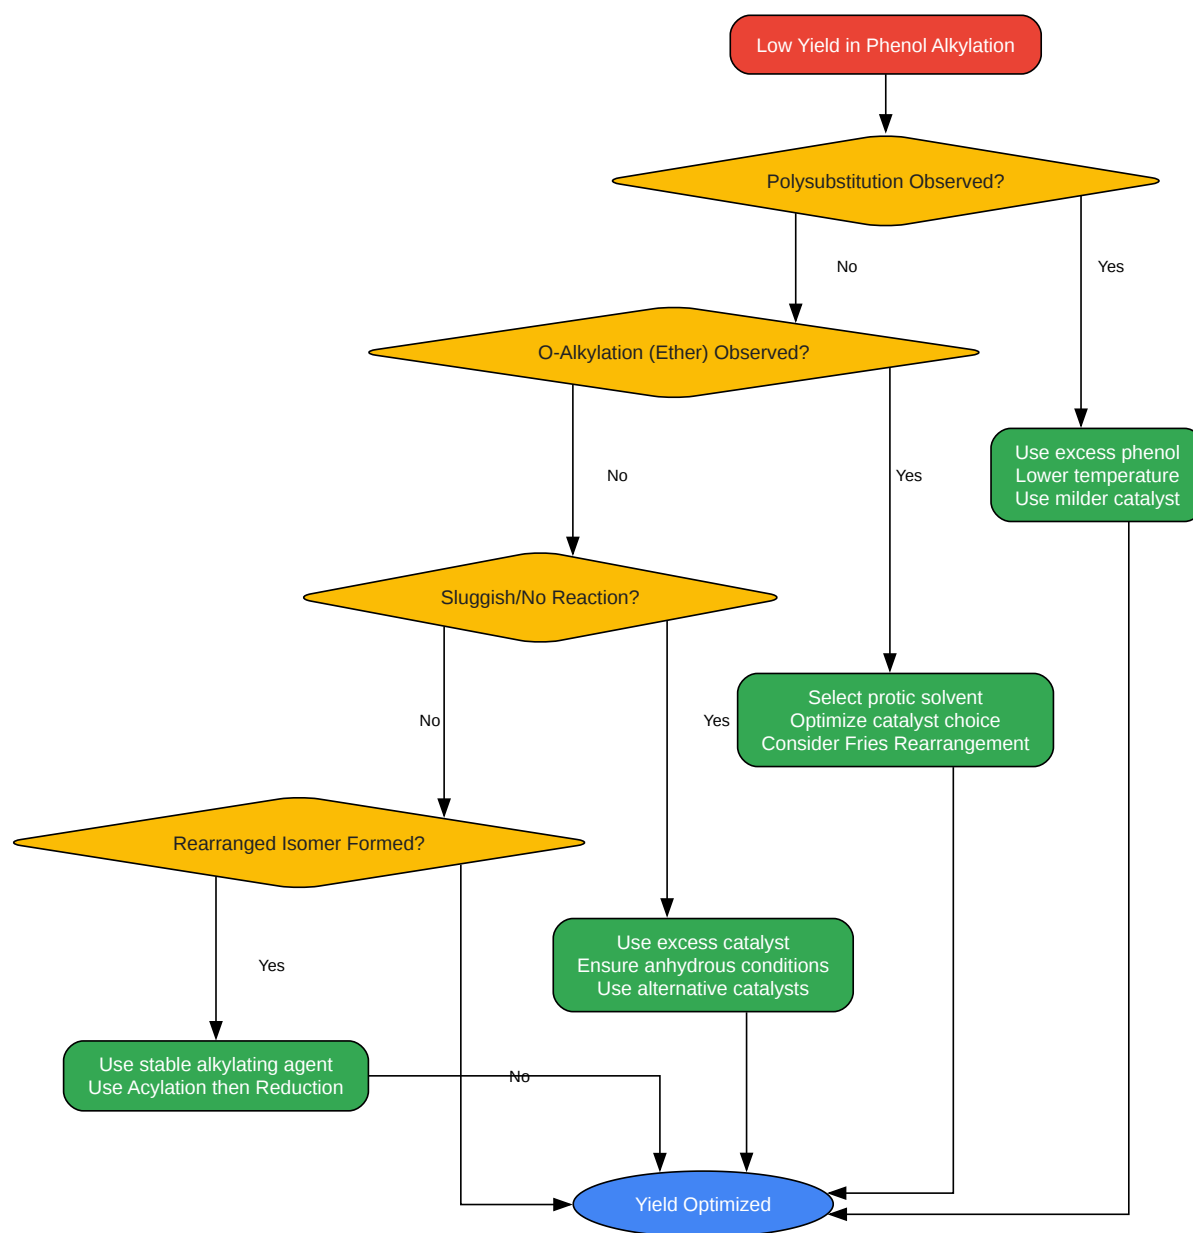 Low Yield in Phenol Alkylation
Polysubstitution Observed?
No
Yes
O-Alkylation (Ether) Observed?
No
Yes
Use excess phenol
Lower temperature
Use milder catalyst
Sluggish/No Reaction?
No
Yes
Select protic solvent
Optimize catalyst choice
Consider Fries Rearrangement
Rearranged Isomer Formed?
Yes
No
Use excess catalyst
Ensure anhydrous conditions
Use alternative catalysts
Use stable alkylating agent
Use Acylation then Reduction
Yield Optimized